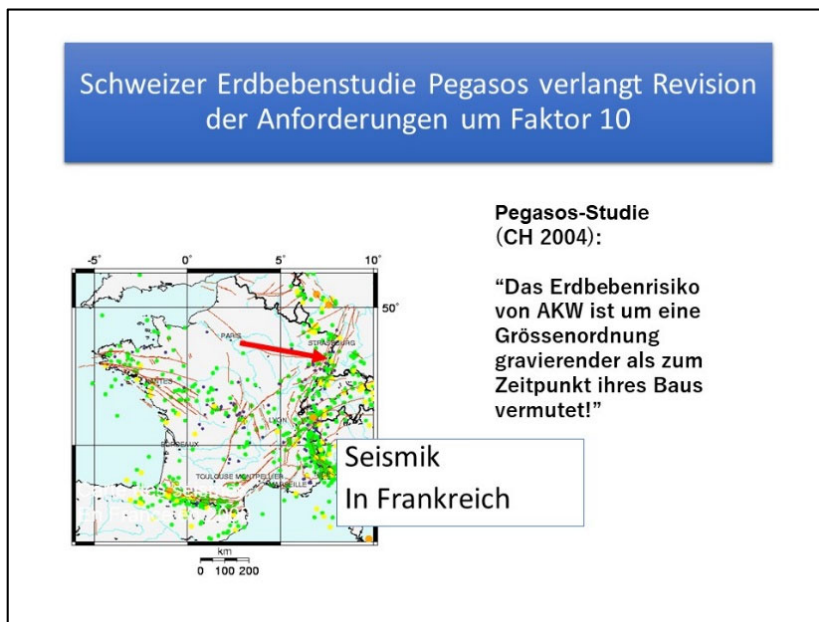 Schweizer Erdbebenstudie Pegasos verlangt Revision
der Anforderungen um Faktor 10
Pegasos-Studie
(CH 2004):
“Das Erdbebenrisiko
von AKW ist um eine
Grössenordnung
gravierender als zum
Zeitpunkt ihres Baus
vermutet!”
-5°
0°
5°
10°
50°
PARIS
STRASBOURG
NANTES
LYON
BORDEAUX
TOULOUSE
MONTPELLIER
Seismik
In Frankreich
km
0 100 200